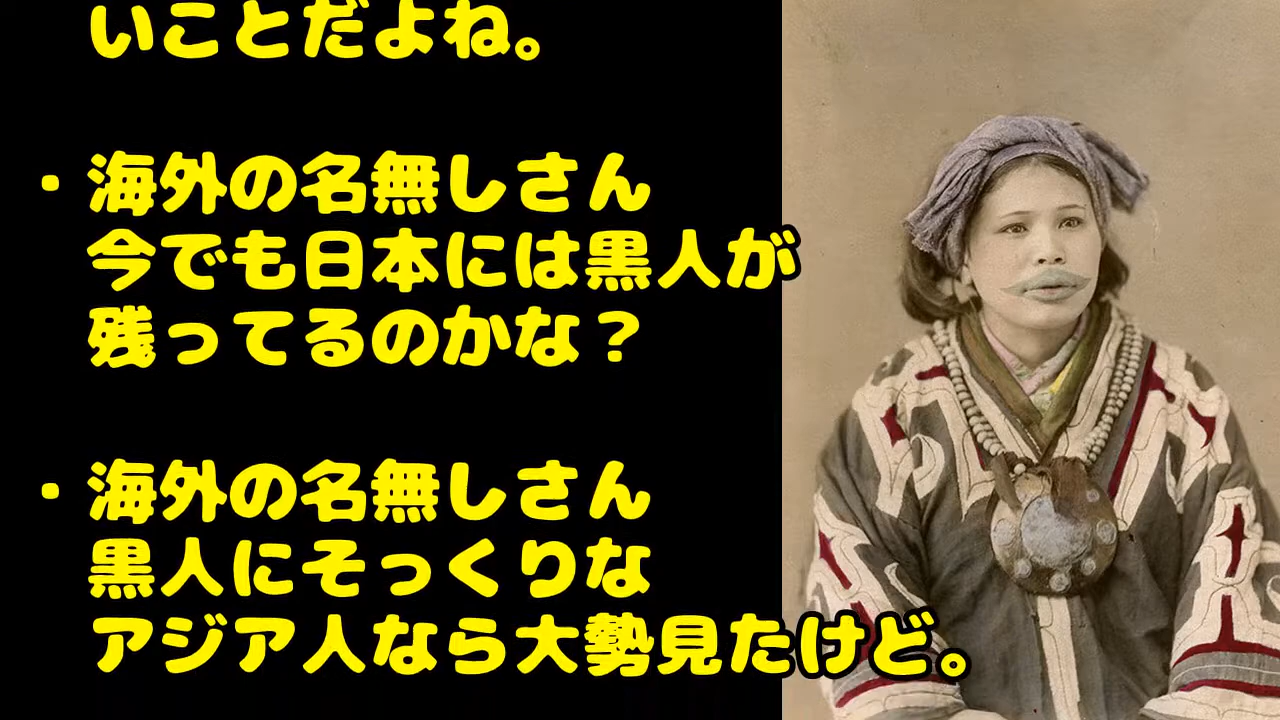 いことだよね。
・海外の名無しさん
今でも日本には黒人が
残ってるのかな？
・海外の名無しさん
黒人にそっくりな
アジア人なら大勢見たけど。